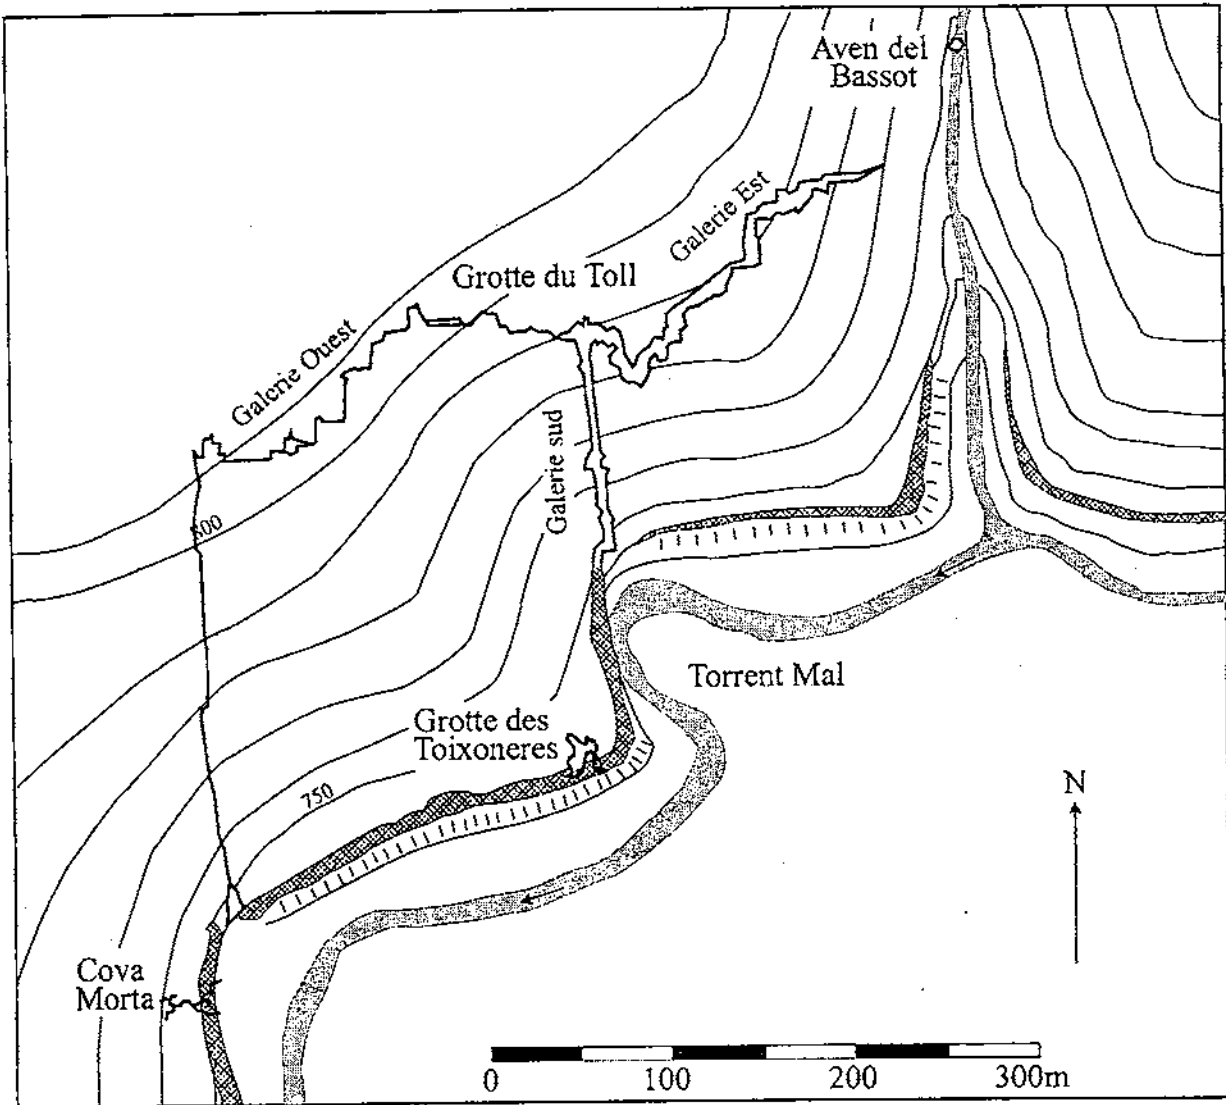 Aven del
Bassot
Galerie Est
Grotte du Toll
Galerie Ouest
Galerie sud
800
Torrent Mal
Grotte des
Toixoneres
750
N
Cova
Morta
0 100 200 300m